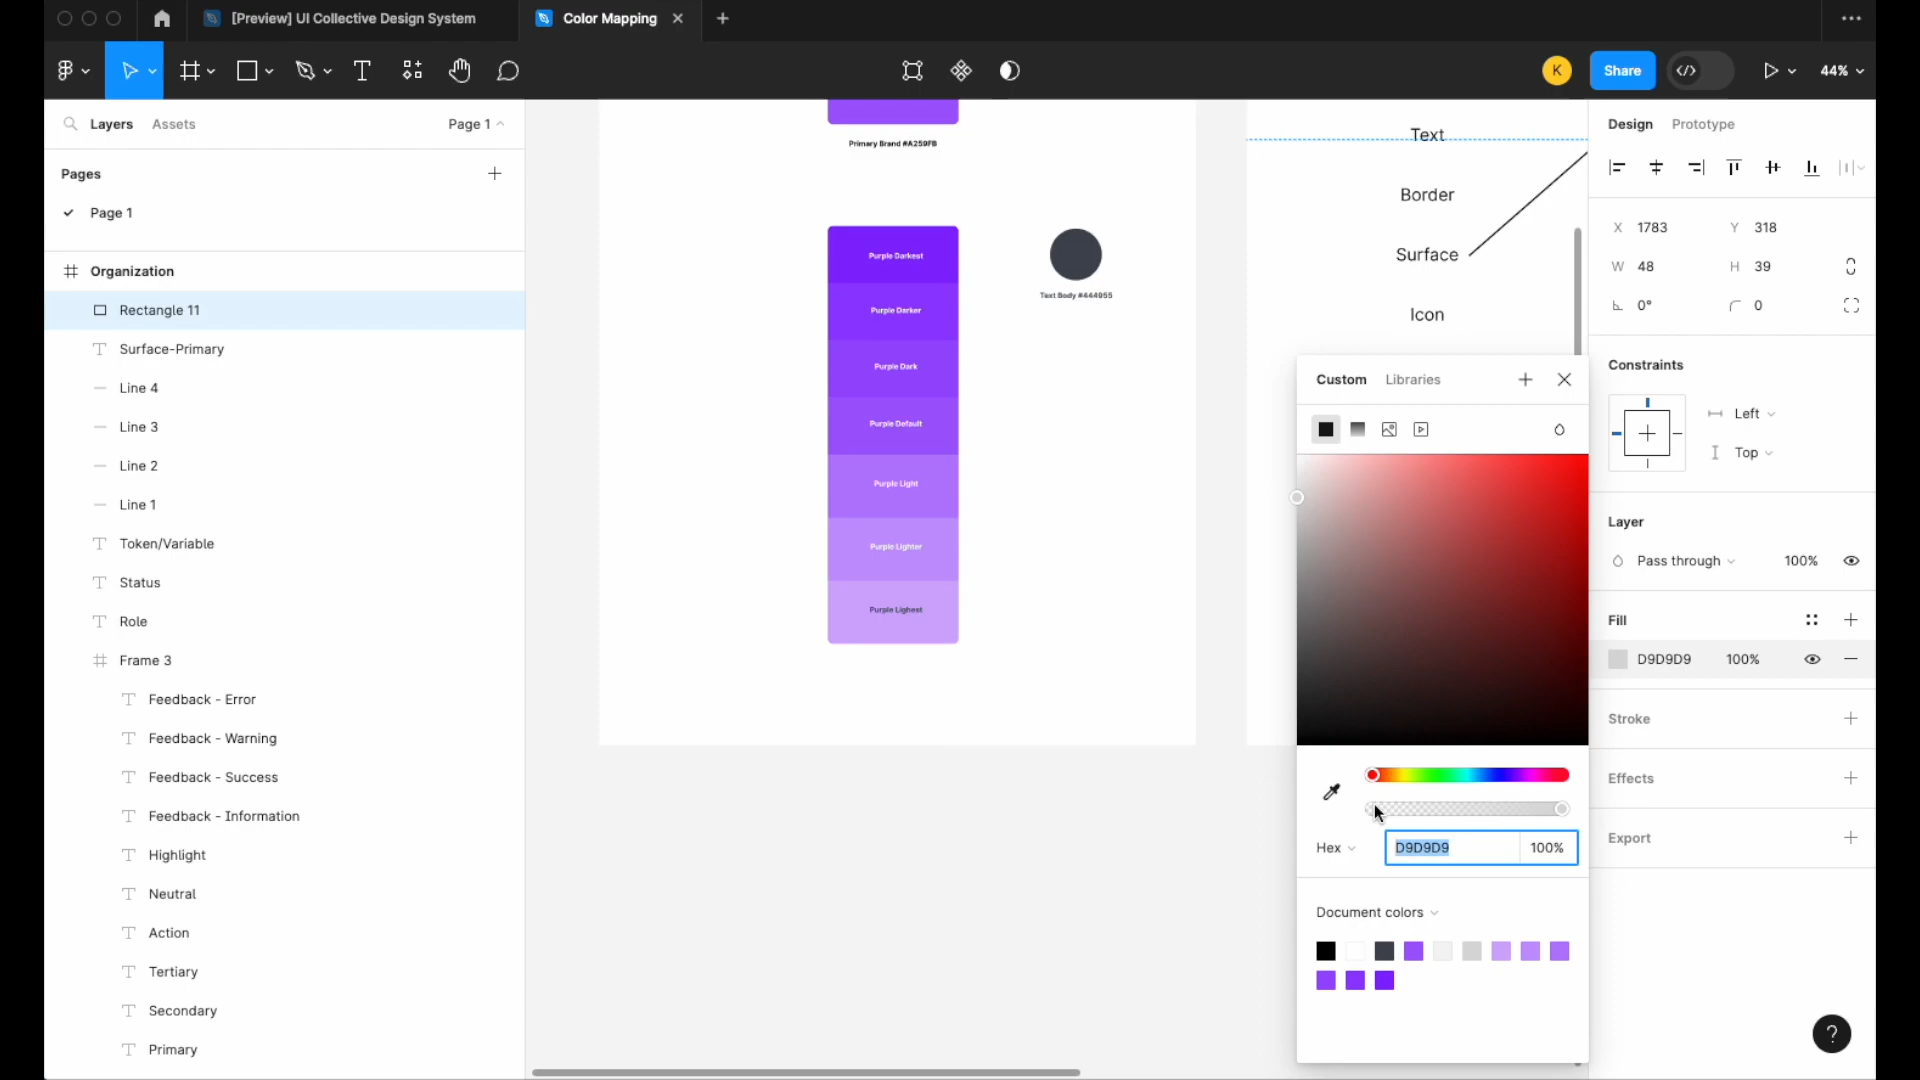 [Preview] UI Collective Design System
Color Mapping
K
Share
44%
Layers
Assets
Page 1
Pages
Page 1
Organization
Rectangle 11
Surface-Primary
Line 4
Line 3
Line 2
Line 1
Token/Variable
Status
Role
Frame 3
Feedback - Error
Feedback - Warning
Feedback - Success
Feedback - Information
Highlight
Neutral
Action
Tertiary
Secondary
Primary
Primary Brand #A259FB
Purple Darkest
Purple Darker
Purple Dark
Purple Default
Purple Light
Purple Lighter
Purple Lighest
Text Body #444955
Text
Border
Surface
Icon
Custom
Libraries
Hex
D9D9D9
100%
Document colors
Design
Prototype
X 1783
Y 318
W 48
H 39
0°
0
Constraints
Left
Top
Layer
Pass through
100%
Fill
D9D9D9
100%
Stroke
Effects
Export
?